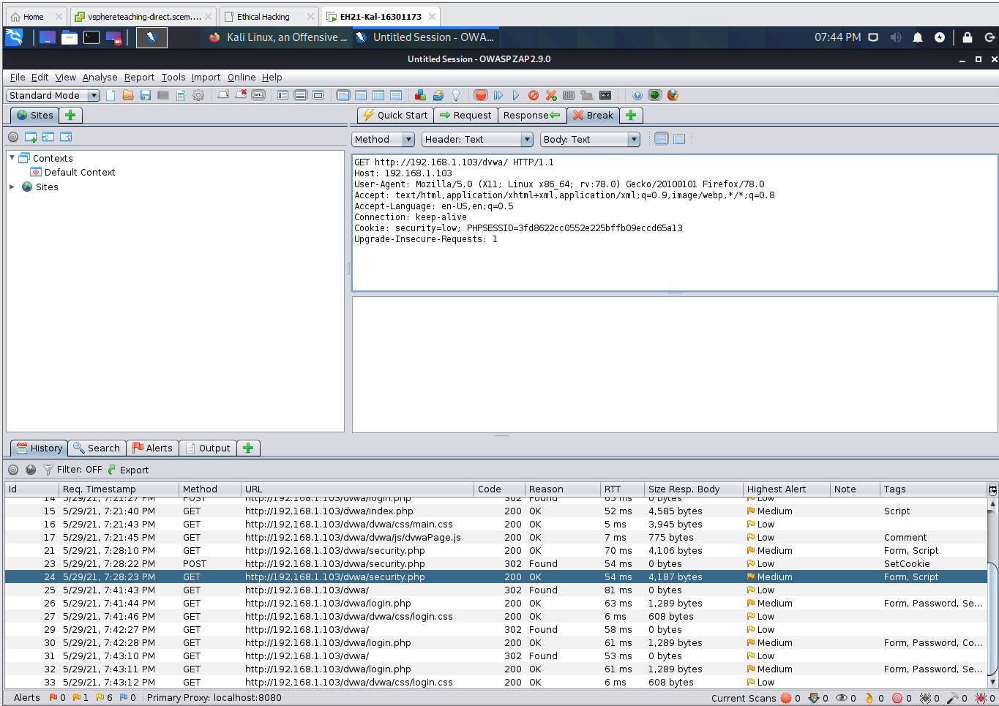 Home
vsphereteaching-direct.scem....
Ethical Hacking
EH21-Kal-16301173
Kali Linux, an Offensive ...
Untitled Session - OWA...
07:44 PM
Untitled Session - OWASP ZAP 2.9.0
File Edit View Analyse Report Tools Import Online Help
Standard Mode
Sites
Quick Start
Request
Response
Break
Method
Header: Text
Body: Text
Contexts
Default Context
Sites
GET http://192.168.1.103/dvwa/ HTTP/1.1
Host: 192.168.1.103
User-Agent: Mozilla/5.0 (X11; Linux x86_64; rv:78.0) Gecko/20100101 Firefox/78.0
Accept: text/html,application/xhtml+xml,application/xml;q=0.9,image/webp,*/*;q=0.8
Accept-Language: en-US,en;q=0.5
Connection: keep-alive
Cookie: security=low; PHPSESSID=3fd8622cc0552e225bffb09eccd65a13
Upgrade-Insecure-Requests: 1
History
Search
Alerts
Output
Filter: OFF
Export
Id Req. Timestamp Method URL Code Reason RTT Size Resp. Body Highest Alert Note Tags
14 5/29/21, 7:21:27 PM POST http://192.168.1.103/dvwa/login.php 302 Found 65 ms 0 bytes Low
15 5/29/21, 7:21:40 PM GET http://192.168.1.103/dvwa/index.php 200 OK 52 ms 4,585 bytes Medium Script
16 5/29/21, 7:21:43 PM GET http://192.168.1.103/dvwa/dvwa/css/main.css 200 OK 5 ms 3,945 bytes Low
17 5/29/21, 7:21:45 PM GET http://192.168.1.103/dvwa/dvwa/js/dvwaPage.js 200 OK 7 ms 775 bytes Low Comment
21 5/29/21, 7:28:10 PM GET http://192.168.1.103/dvwa/security.php 200 OK 70 ms 4,106 bytes Medium Form, Script
23 5/29/21, 7:28:22 PM POST http://192.168.1.103/dvwa/security.php 302 Found 54 ms 0 bytes Low SetCookie
24 5/29/21, 7:28:23 PM GET http://192.168.1.103/dvwa/security.php 200 OK 54 ms 4,187 bytes Medium Form, Script
25 5/29/21, 7:41:43 PM GET http://192.168.1.103/dvwa/ 302 Found 81 ms 0 bytes Low
26 5/29/21, 7:41:44 PM GET http://192.168.1.103/dvwa/login.php 200 OK 63 ms 1,289 bytes Medium Form, Password, Se...
27 5/29/21, 7:41:46 PM GET http://192.168.1.103/dvwa/dvwa/css/login.css 200 OK 6 ms 608 bytes Low
29 5/29/21, 7:42:27 PM GET http://192.168.1.103/dvwa/ 302 Found 58 ms 0 bytes Low
30 5/29/21, 7:42:28 PM GET http://192.168.1.103/dvwa/login.php 200 OK 61 ms 1,289 bytes Medium Form, Password, Co...
31 5/29/21, 7:43:10 PM GET http://192.168.1.103/dvwa/ 302 Found 53 ms 0 bytes Low
32 5/29/21, 7:43:11 PM GET http://192.168.1.103/dvwa/login.php 200 OK 61 ms 1,289 bytes Medium Form, Password, Se...
33 5/29/21, 7:43:12 PM GET http://192.168.1.103/dvwa/dvwa/css/login.css 200 OK 6 ms 608 bytes Low
Alerts 0 1 6 0 Primary Proxy: localhost:8080 Current Scans 0 0 0 0 0 0 0 0